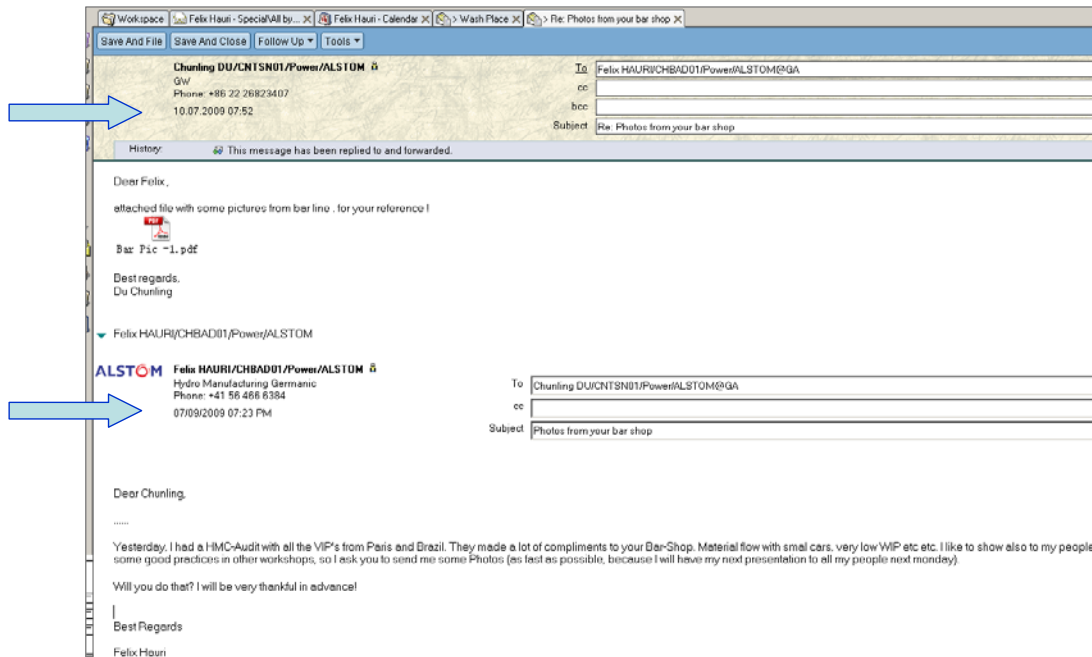 Workspace Felix Hauri - Special\All by... Felix Hauri - Calendar > Wash Place > Re: Photos from your bar shop
Save And File Save And Close Follow Up Tools
Chunling DU/CNTSN01/Power/ALSTOM
GW
Phone: +86 22 26823407
10.07.2009 07:52
To Felix HAURI/CHBAD01/Power/ALSTOM@GA
cc
bcc
Subject Re: Photos from your bar shop
History: This message has been replied to and forwarded.
Dear Felix,
attached file with some pictures from bar line . for your reference !
PDF
Bar Pic -1.pdf
Best regards,
Du Chunling
Felix HAURI/CHBAD01/Power/ALSTOM
ALSTOM
Felix HAURI/CHBAD01/Power/ALSTOM
Hydro Manufacturing Germanic
Phone: +41 56 466 6384
07/09/2009 07:23 PM
To Chunling DU/CNTSN01/Power/ALSTOM@GA
cc
Subject Photos from your bar shop
Dear Chunling,
......
Yesterday, I had a HMC-Audit with all the VIP's from Paris and Brazil. They made a lot of compliments to your Bar-Shop. Material flow with smal cars, very low WIP etc etc. I like to show also to my people
some good practices in other workshops, so I ask you to send me some Photos (as fast as possible, because I will have my next presentation to all my people next monday).
Will you do that? I will be very thankful in advance!
Best Regards
Felix Hauri